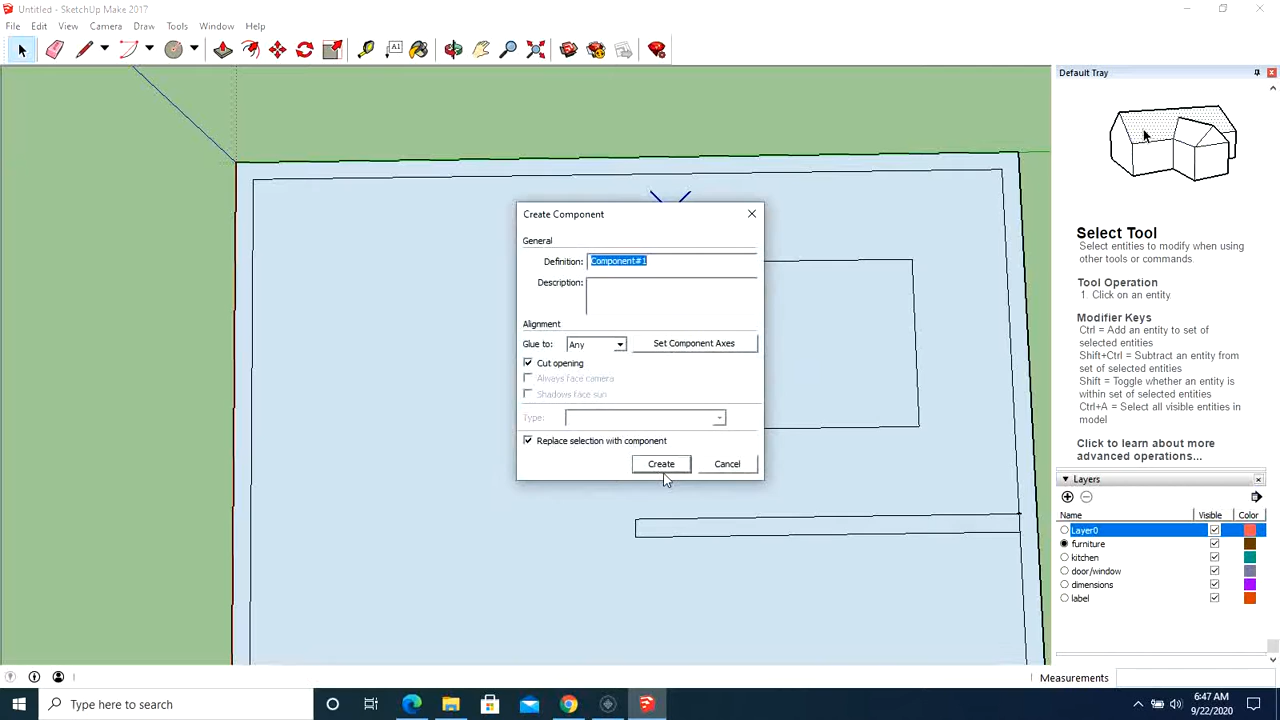 Untitled - SketchUp Make 2017
File Edit View Camera Draw Tools Window Help
A1
Default Tray
Select Tool
Select entities to modify when using
other tools or commands.
Tool Operation
1. Click on an entity.
Modifier Keys
Ctrl = Add an entity to set of
selected entities
Shift+Ctrl = Subtract an entity from
set of selected entities
Shift = Toggle whether an entity is
within set of selected entities
Ctrl+A = Select all visible entities in
model
Click to learn about more
advanced operations...
Layers
Name Visible Color
Layer0
furniture
kitchen
door/window
dimensions
label
Create Component
General
Definition: Component#1
Description:
Alignment
Glue to: Any Set Component Axes
Cut opening
Always face camera
Shadows face sun
Type:
Replace selection with component
Create Cancel
Measurements
Type here to search
6:47 AM
9/22/2020